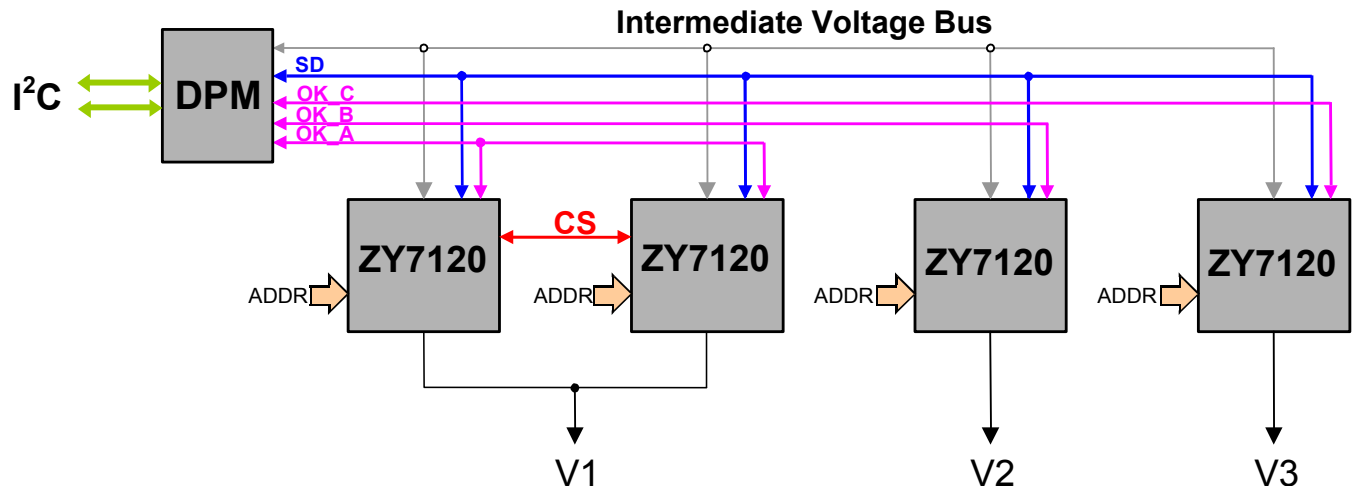 Intermediate Voltage Bus
I²C
DPM
SD
OK_C
OK_B
OK_A
CS
ZY7120
ZY7120
ZY7120
ZY7120
ADDR
ADDR
ADDR
ADDR
V1
V2
V3